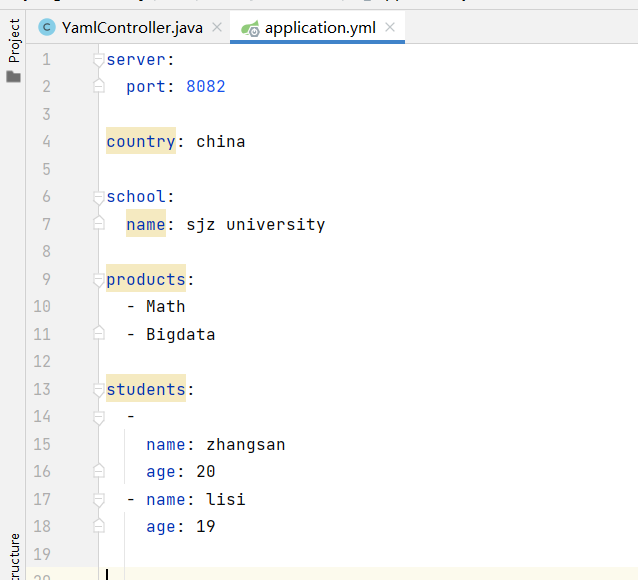 Project
YamlController.java
application.yml
1 server:
2 port: 8082
3
4 country: china
5
6 school:
7 name: sjz university
8
9 products:
10 - Math
11 - Bigdata
12
13 students:
14 -
15 name: zhangsan
16 age: 20
17 - name: lisi
18 age: 19
19